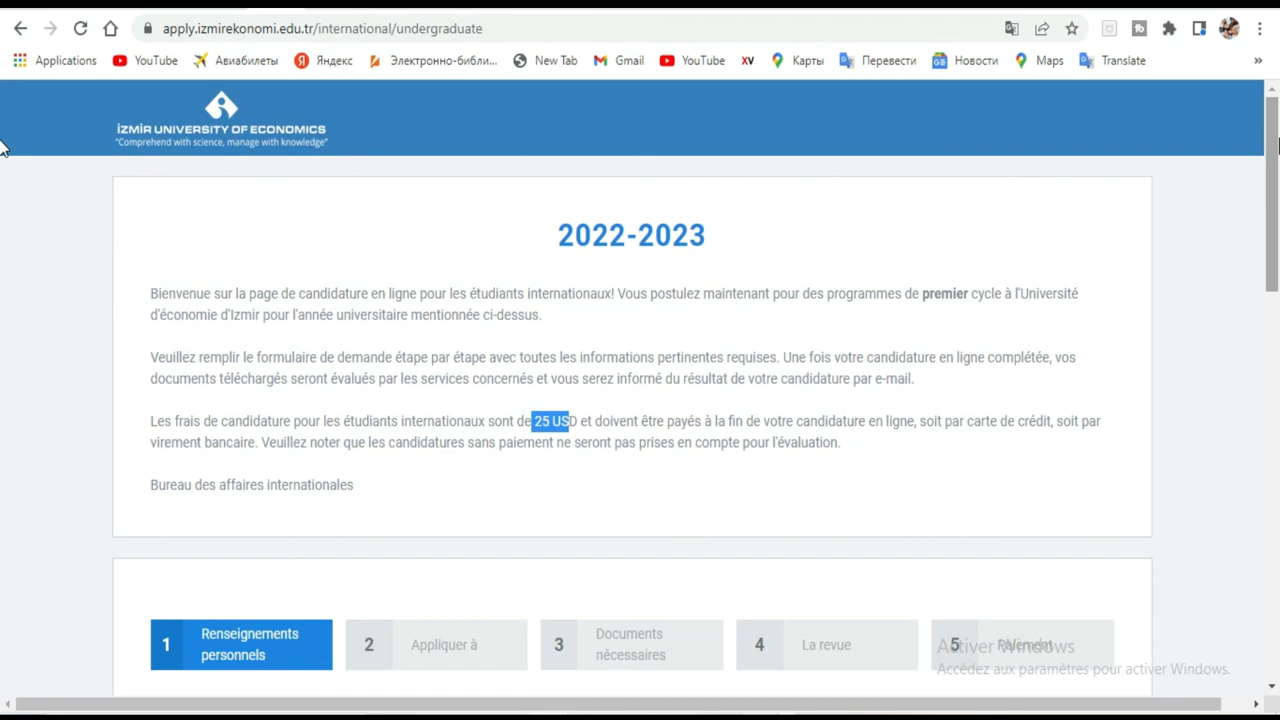 apply.izmirekonomi.edu.tr/international/undergraduate
Applications YouTube Авиабилеты Яндекс Электронно-библи... New Tab Gmail YouTube XV Карты Перевести GE Новости Maps Translate »
İZMİR UNIVERSITY OF ECONOMICS
"Comprehend with science, manage with knowledge"
2022-2023
Bienvenue sur la page de candidature en ligne pour les étudiants internationaux! Vous postulez maintenant pour des programmes de premier cycle à l'Université
d'économie d'Izmir pour l'année universitaire mentionnée ci-dessus.
Veuillez remplir le formulaire de demande étape par étape avec toutes les informations pertinentes requises. Une fois votre candidature en ligne complétée, vos
documents téléchargés seront évalués par les services concernés et vous serez informé du résultat de votre candidature par e-mail.
Les frais de candidature pour les étudiants internationaux sont de 25 USD et doivent être payés à la fin de votre candidature en ligne, soit par carte de crédit, soit par
virement bancaire. Veuillez noter que les candidatures sans paiement ne seront pas prises en compte pour l'évaluation.
Bureau des affaires internationales
1 Renseignements
personnels
2 Appliquer à
3 Documents
nécessaires
4 La revue
5 Paiement
Activer Windows
Accédez aux paramètres pour activer Windows.